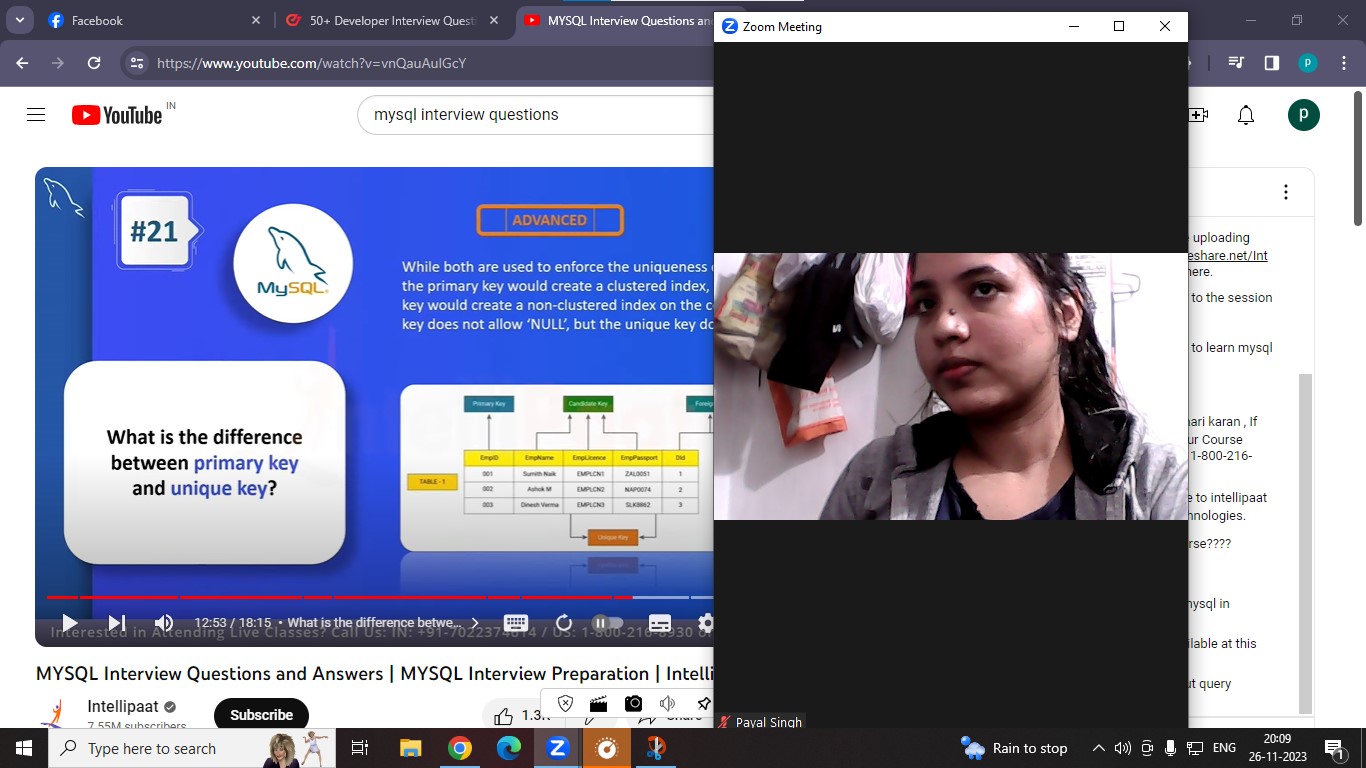 Facebook
50+ Developer Interview Quest
MYSQL Interview Questions an
Zoom Meeting
https://www.youtube.com/watch?v=vnQauAulGcY
p
YouTube IN
mysql interview questions
p
#21
MySQL
ADVANCED
While both are used to enforce the uniqueness
the primary key would create a clustered index,
key would create a non-clustered index on the c
key does not allow 'NULL', but the unique key do
What is the difference
between primary key
and unique key?
Primary Key
Candidate Key
Foreig
EmpID EmpName EmpLicence EmpPassport DId
TABLE - 1
001 Sumith Naik EMPLCN1 ZAL0051 1
002 Ashok M EMPLCN2 NAP0074 2
003 Dinesh Verma EMPLCN3 SLK8862 3
Unique Key
12:53 / 18:15 • What is the difference betwe...
Interested in Attending Live Classes? Call Us: IN: +91-7022374614 / US: 1-800-216-8930
MYSQL Interview Questions and Answers | MYSQL Interview Preparation | Intelli
Intellipaat
7.55M subscribers
Subscribe
1.3K
Share
uploading
eshare.net/Int
here.
to the session
to learn mysql
hari karan , If
ur Course
1-800-216-
e to intellipaat
hnologies.
rse????
mysql in
ilable at this
ut query
Payal Singh
Type here to search
Rain to stop
ENG
20:09
26-11-2023
1